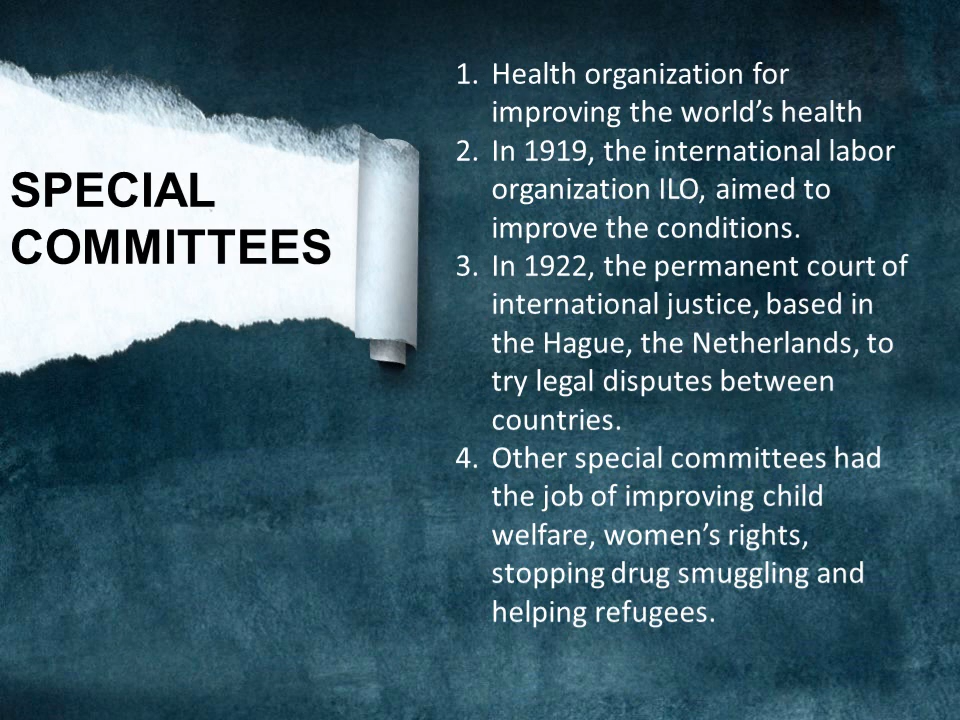 SPECIAL
COMMITTEES
1. Health organization for
improving the world’s health
2. In 1919, the international labor
organization ILO, aimed to
improve the conditions.
3. In 1922, the permanent court of
international justice, based in
the Hague, the Netherlands, to
try legal disputes between
countries.
4. Other special committees had
the job of improving child
welfare, women’s rights,
stopping drug smuggling and
helping refugees.